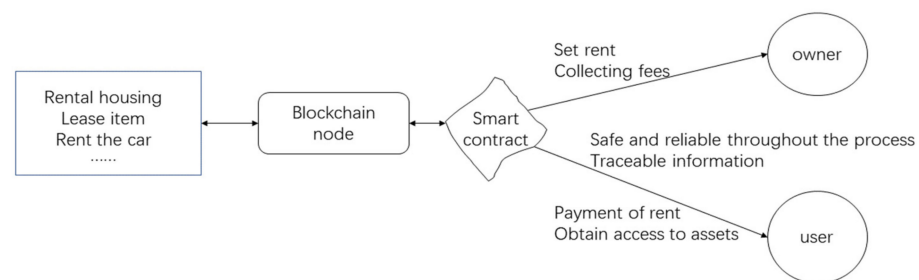 Rental housing
Lease item
Rent the car
······
Blockchain
node
Smart
contract
Set rent
Collecting fees
owner
Safe and reliable throughout the process
Traceable information
Payment of rent
Obtain access to assets
user